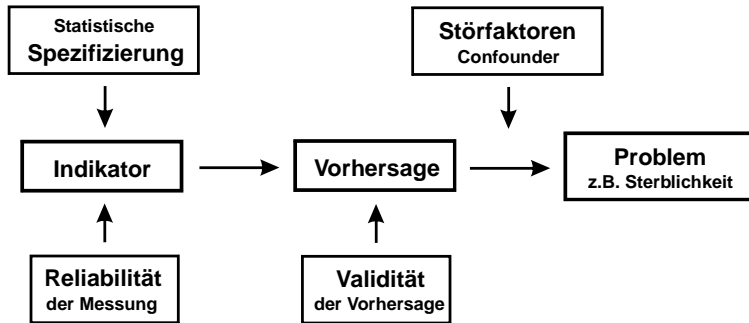 Statistische
Spezifizierung
Störfaktoren
Confounder
Indikator
Vorhersage
Problem
z.B. Sterblichkeit
Reliabilität
der Messung
Validität
der Vorhersage